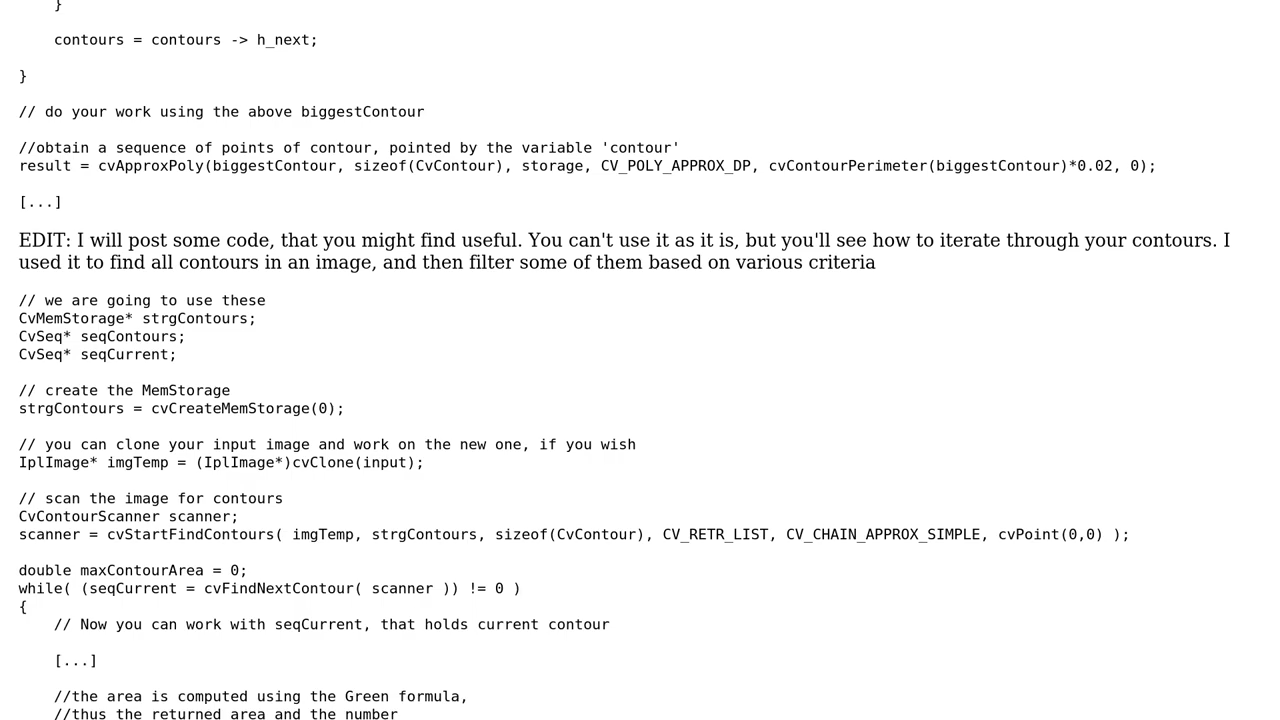 }
contours = contours -> h_next;
}
// do your work using the above biggestContour
//obtain a sequence of points of contour, pointed by the variable 'contour'
result = cvApproxPoly(biggestContour, sizeof(CvContour), storage, CV_POLY_APPROX_DP, cvContourPerimeter(biggestContour)*0.02, 0);
[...]
EDIT: I will post some code, that you might find useful. You can't use it as it is, but you'll see how to iterate through your contours. I
used it to find all contours in an image, and then filter some of them based on various criteria
// we are going to use these
CvMemStorage* strgContours;
CvSeq* seqContours;
CvSeq* seqCurrent;
// create the MemStorage
strgContours = cvCreateMemStorage(0);
// you can clone your input image and work on the new one, if you wish
IplImage* imgTemp = (IplImage*)cvClone(input);
// scan the image for contours
CvContourScanner scanner;
scanner = cvStartFindContours( imgTemp, strgContours, sizeof(CvContour), CV_RETR_LIST, CV_CHAIN_APPROX_SIMPLE, cvPoint(0,0) );
double maxContourArea = 0;
while( (seqCurrent = cvFindNextContour( scanner )) != 0 )
{
// Now you can work with seqCurrent, that holds current contour
[...]
//the area is computed using the Green formula,
//thus the returned area and the number